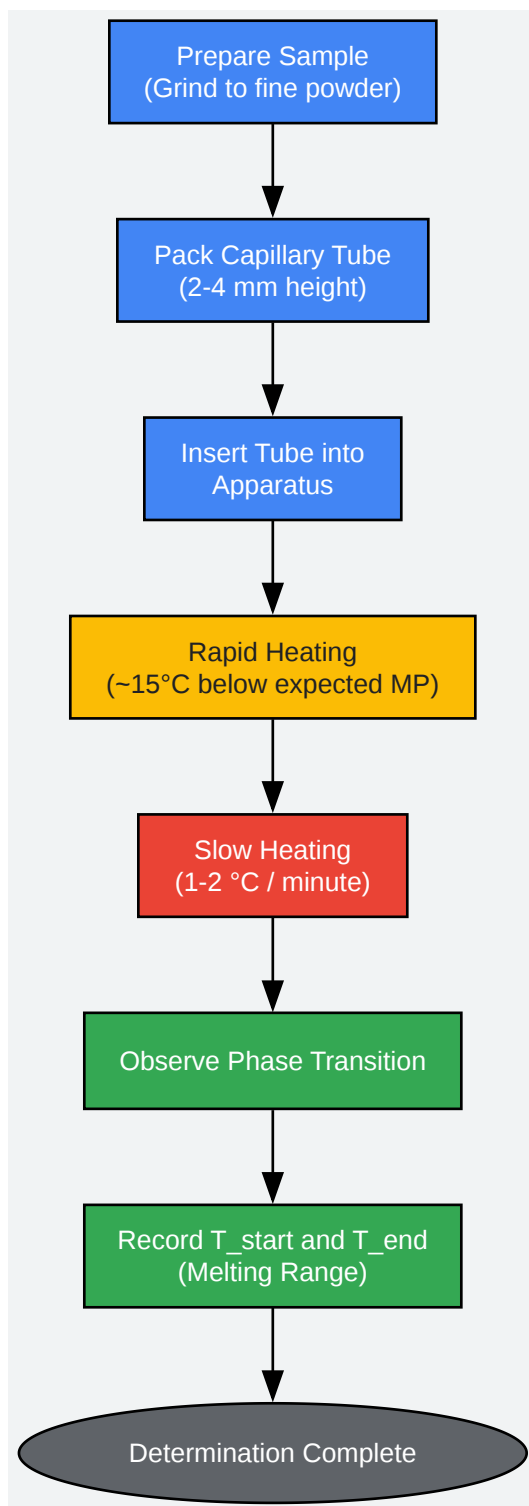 Prepare Sample
(Grind to fine powder)
Pack Capillary Tube
(2-4 mm height)
Insert Tube into
Apparatus
Rapid Heating
(~15°C below expected MP)
Slow Heating
(1-2 °C / minute)
Observe Phase Transition
Record T_start and T_end
(Melting Range)
Determination Complete